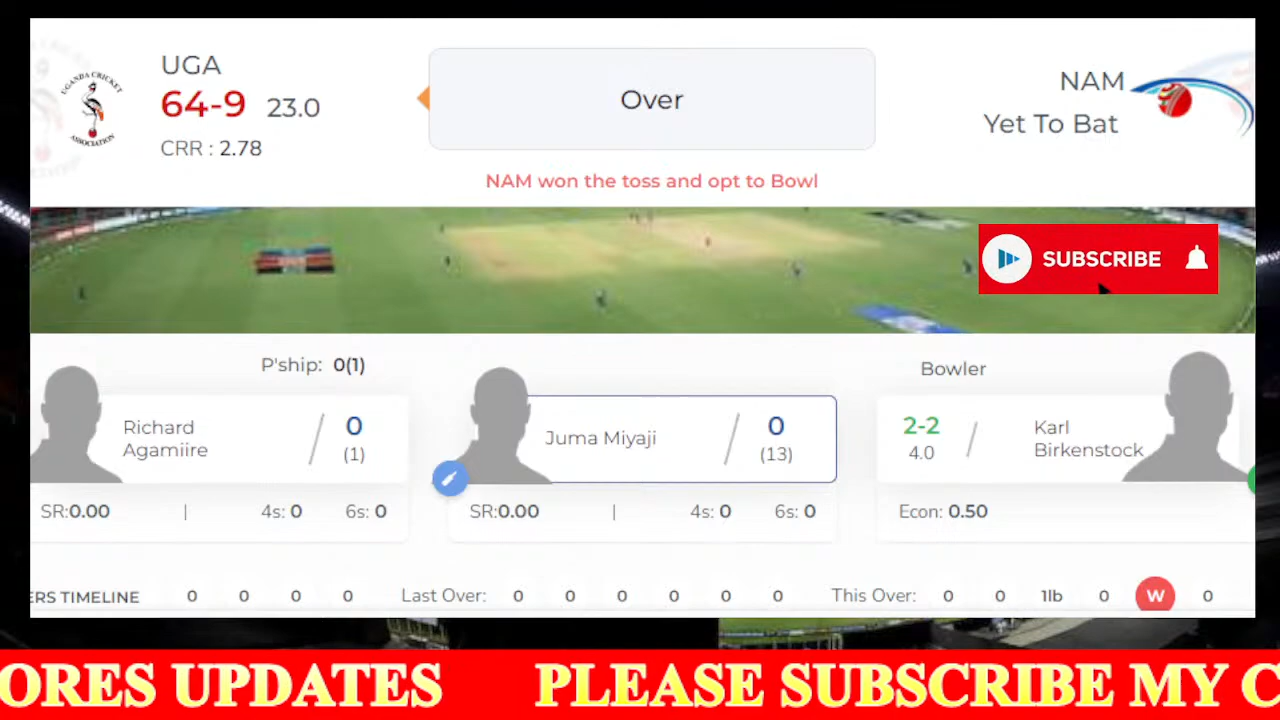 UGA
64-9 23.0
CRR : 2.78
UGANDA CRICKET
ASSOCIATION
Over
NAM
Yet To Bat
NAM won the toss and opt to Bowl
SUBSCRIBE
P'ship: 0(1)
Bowler
Richard
Agamiire
0
(1)
Juma Miyaji
0
(13)
2-2
4.0
Karl
Birkenstock
SR:0.00 | 4s: 0 6s: 0
SR:0.00 | 4s: 0 6s: 0
Econ: 0.50
ERS TIMELINE 0 0 0 0 Last Over: 0 0 0 0 0 0 This Over: 0 0 1lb 0 W 0
ORES UPDATES PLEASE SUBSCRIBE MY C